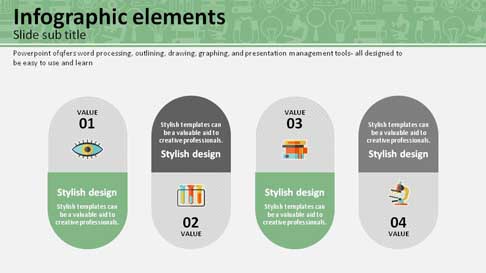 Infographic elements
Slide sub title
Powerpoint ofqfers word processing, outlining, drawing, graphing, and presentation management tools- all designed to
be easy to use and learn
VALUE
01
Stylish design
Stylish templates can
be a valuable aid to
creative professionals.
Stylish templates can
be a valuable aid to
creative professionals.
Stylish design
02
VALUE
VALUE
03
Stylish design
Stylish templates can
be a valuable aid to
creative professionals.
Stylish templates can
be a valuable aid to
creative professionals.
Stylish design
04
VALUE